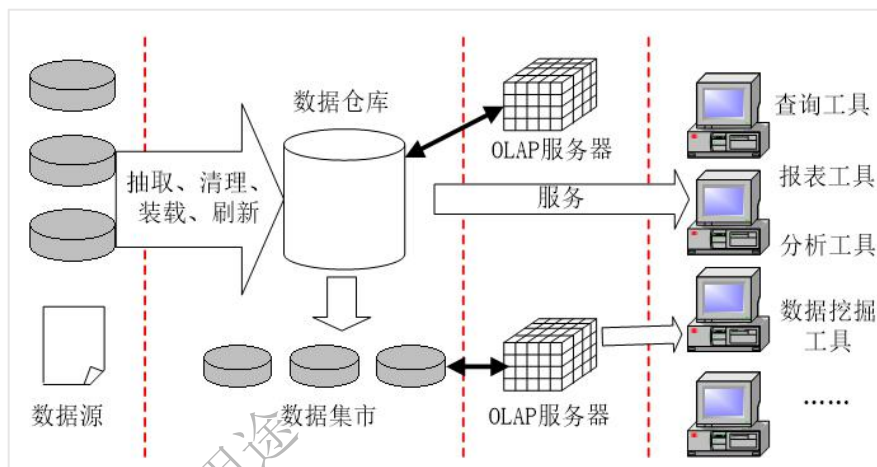 数据仓库
抽取、清理、
装载、刷新
数据源
数据集市
OLAP服务器
服务
OLAP服务器
查询工具
报表工具
分析工具
数据挖掘
工具
……